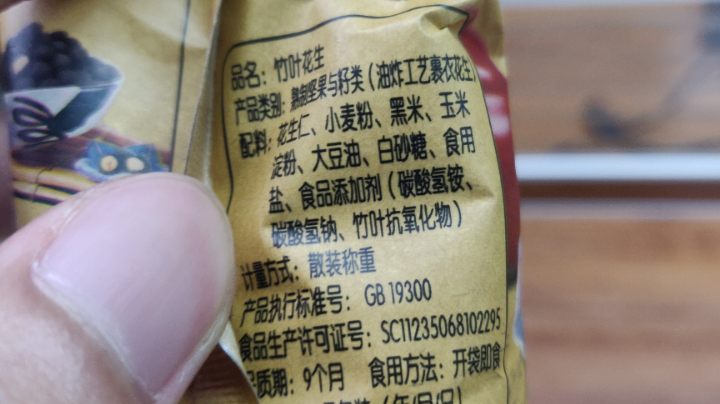 品名：竹叶花生
产品类别：熟制坚果与籽类（油炸工艺裹衣花生）
配料：花生仁、小麦粉、黑米、玉米
淀粉、大豆油、白砂糖、食用
盐、食品添加剂（碳酸氢铵、
碳酸氢钠、竹叶抗氧化物）
计量方式：散装称重
产品执行标准号：GB 19300
食品生产许可证号：SC11235068102295
品质期：9个月 食用方法：开袋即食